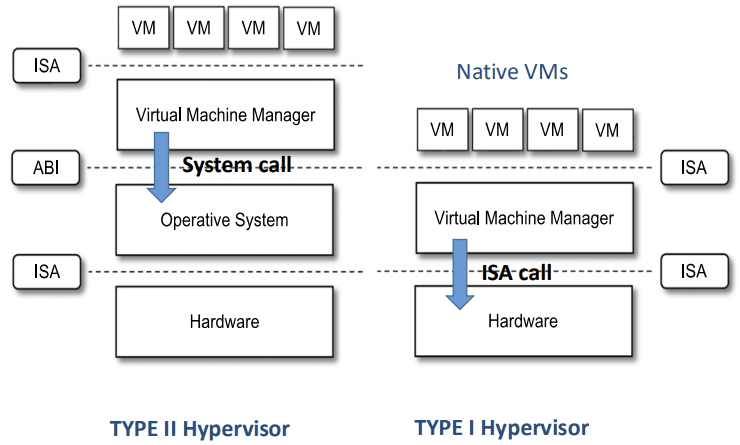 VM VM VM VM
ISA
Virtual Machine Manager
System call
ABI
Operative System
ISA
Hardware
TYPE II Hypervisor
Native VMs
VM VM VM VM
ISA
Virtual Machine Manager
ISA call
ISA
Hardware
TYPE I Hypervisor